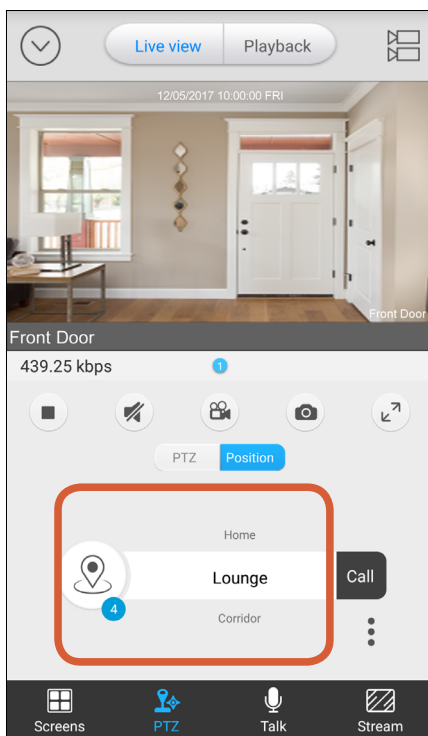 Live view Playback
12/05/2017 10:00:00 FRI
Front Door
Front Door
439.25 kbps 1
PTZ Position
Home
Lounge Call
4
Corridor
Screens PTZ Talk Stream